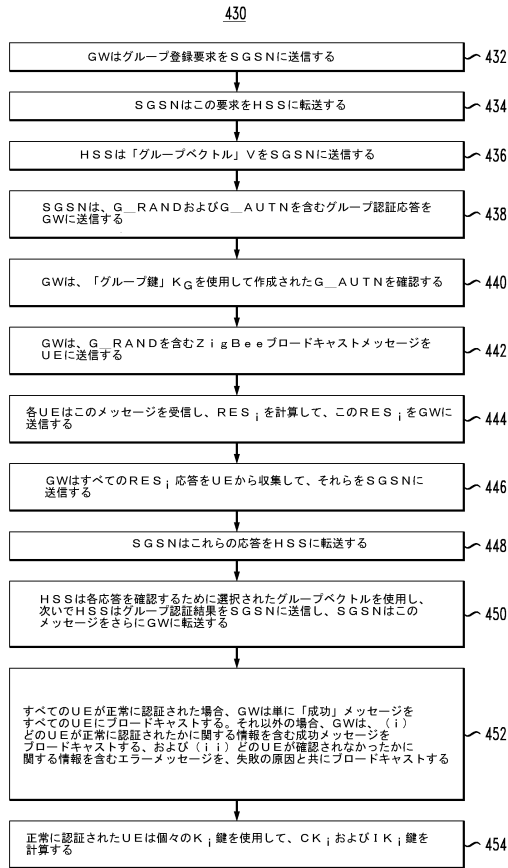 430
GWはグループ登録要求をSGSNに送信する
432
SGSNはこの要求をHSSに転送する
434
HSSは「グループベクトル」VをSGSNに送信する
436
SGSNは、G_RANDおよびG_AUTNを含むグループ認証応答を
GWに送信する
438
GWは、「グループ鍵」KGを使用して作成されたG_AUTNを確認する
440
GWは、G_RANDを含むZigBeeブロードキャストメッセージを
UEに送信する
442
各UEはこのメッセージを受信し、RESiを計算して、このRESiをGWに
送信する
444
GWはすべてのRESi応答をUEから収集して、それらをSGSNに
送信する
446
SGSNはこれらの応答をHSSに転送する
448
HSSは各応答を確認するために選択されたグループベクトルを使用し、
次いでHSSはグループ認証結果をSGSNに送信し、SGSNはこの
メッセージをさらにGWに転送する
450
すべてのUEが正常に認証された場合、GWは単に「成功」メッセージを
すべてのUEにブロードキャストする。それ以外の場合、GWは、(i)
どのUEが正常に認証されたかに関する情報を含む成功メッセージを
ブロードキャストする、および(ii)どのUEが確認されなかったかに
関する情報を含むエラーメッセージを、失敗の原因と共にブロードキャストする
452
正常に認証されたUEは個々のKi鍵を使用して、CKiおよびIKi鍵を
計算する
454